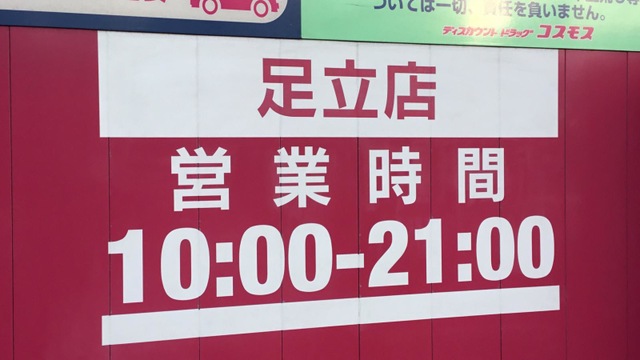 ついては一切、責任を負いません。
ディスカウント ドラッグ コスモス
足立店
営業時間
10:00-21:00